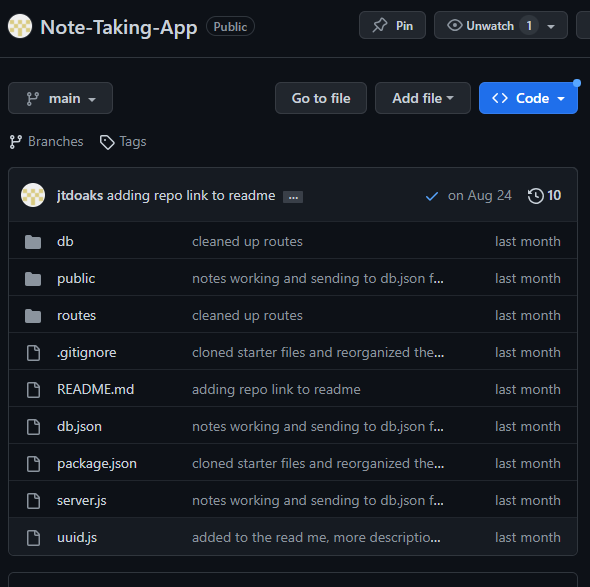 Note-Taking-App Public Pin Unwatch 1
main Go to file Add file Code
Branches Tags
jtdoaks adding repo link to readme ... on Aug 24 10
db cleaned up routes last month
public notes working and sending to db.json f... last month
routes cleaned up routes last month
.gitignore cloned starter files and reorganized the... last month
README.md adding repo link to readme last month
db.json notes working and sending to db.json f... last month
package.json cloned starter files and reorganized the... last month
server.js notes working and sending to db.json f... last month
uuid.js added to the read me, more descriptio... last month